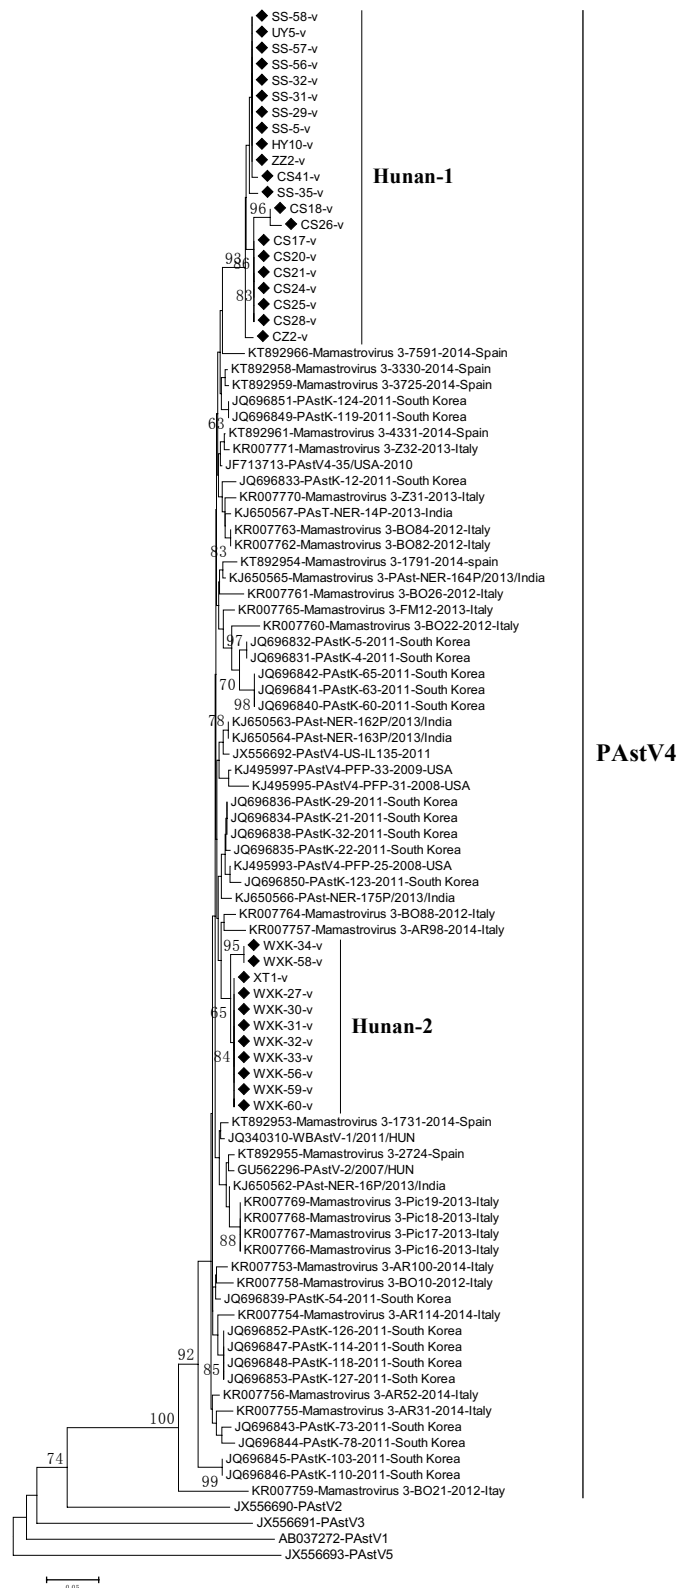 SS-58-v
UY5-v
SS-57-v
SS-56-v
SS-32-v
SS-31-v
SS-29-v
SS-5-v
HY10-v
ZZ2-v
CS41-v
Hunan-1
SS-35-v
96
CS18-v
CS26-v
CS17-v
93
86
CS20-v
CS21-v
CS24-v
83
CS25-v
CS28-v
CZ2-v
KT892966-Mamastrovirus 3-7591-2014-Spain
KT892958-Mamastrovirus 3-3330-2014-Spain
KT892959-Mamastrovirus 3-3725-2014-Spain
JQ696851-PAstK-124-2011-South Korea
JQ696849-PAstK-119-2011-South Korea
63
KT892961-Mamastrovirus 3-4331-2014-Spain
KR007771-Mamastrovirus 3-Z32-2013-Italy
JF713713-PAstV4-35/USA-2010
JQ696833-PAstK-12-2011-South Korea
KR007770-Mamastrovirus 3-Z31-2013-Italy
KJ650567-PAsT-NER-14P-2013-India
KR007763-Mamastrovirus 3-BO84-2012-Italy
KR007762-Mamastrovirus 3-BO82-2012-Italy
83
KT892954-Mamastrovirus 3-1791-2014-spain
KJ650565-Mamastrovirus 3-PAst-NER-164P/2013/India
KR007761-Mamastrovirus 3-BO26-2012-Italy
KR007765-Mamastrovirus 3-FM12-2013-Italy
KR007760-Mamastrovirus 3-BO22-2012-Italy
97
JQ696832-PAstK-5-2011-South Korea
JQ696831-PAstK-4-2011-South Korea
JQ696842-PAstK-65-2011-South Korea
70
JQ696841-PAstK-63-2011-South Korea
98
JQ696840-PAstK-60-2011-South Korea
78
KJ650563-PAst-NER-162P/2013/India
KJ650564-PAst-NER-163P/2013/India
JX556692-PAstV4-US-IL135-2011
PAstV4
KJ495997-PAstV4-PFP-33-2009-USA
KJ495995-PAstV4-PFP-31-2008-USA
JQ696836-PAstK-29-2011-South Korea
JQ696834-PAstK-21-2011-South Korea
JQ696838-PAstK-32-2011-South Korea
JQ696835-PAstK-22-2011-South Korea
KJ495993-PAstV4-PFP-25-2008-USA
JQ696850-PAstK-123-2011-South Korea
KJ650566-PAst-NER-175P/2013/India
KR007764-Mamastrovirus 3-BO88-2012-Italy
KR007757-Mamastrovirus 3-AR98-2014-Italy
95
WXK-34-v
WXK-58-v
XT1-v
WXK-27-v
65
WXK-30-v
WXK-31-v
Hunan-2
WXK-32-v
84
WXK-33-v
WXK-56-v
WXK-59-v
WXK-60-v
KT892953-Mamastrovirus 3-1731-2014-Spain
JQ340310-WBAstV-1/2011/HUN
KT892955-Mamastrovirus 3-2724-Spain
GU562296-PAstV-2/2007/HUN
KJ650562-PAst-NER-16P/2013/India
KR007769-Mamastrovirus 3-Pic19-2013-Italy
KR007768-Mamastrovirus 3-Pic18-2013-Italy
KR007767-Mamastrovirus 3-Pic17-2013-Italy
88
KR007766-Mamastrovirus 3-Pic16-2013-Italy
KR007753-Mamastrovirus 3-AR100-2014-Italy
KR007758-Mamastrovirus 3-BO10-2012-Italy
JQ696839-PAstK-54-2011-South Korea
KR007754-Mamastrovirus 3-AR114-2014-Italy
JQ696852-PAstK-126-2011-South Korea
JQ696847-PAstK-114-2011-South Korea
92
85
JQ696848-PAstK-118-2011-South Korea
JQ696853-PAstK-127-2011-Soth Korea
KR007756-Mamastrovirus 3-AR52-2014-Italy
KR007755-Mamastrovirus 3-AR31-2014-Italy
100
JQ696843-PAstK-73-2011-South Korea
JQ696844-PAstK-78-2011-South Korea
74
JQ696845-PAstK-103-2011-South Korea
99
JQ696846-PAstK-110-2011-South Korea
KR007759-Mamastrovirus 3-BO21-2012-Itay
JX556690-PAstV2
JX556691-PAstV3
AB037272-PAstV1
JX556693-PAstV5
0.05